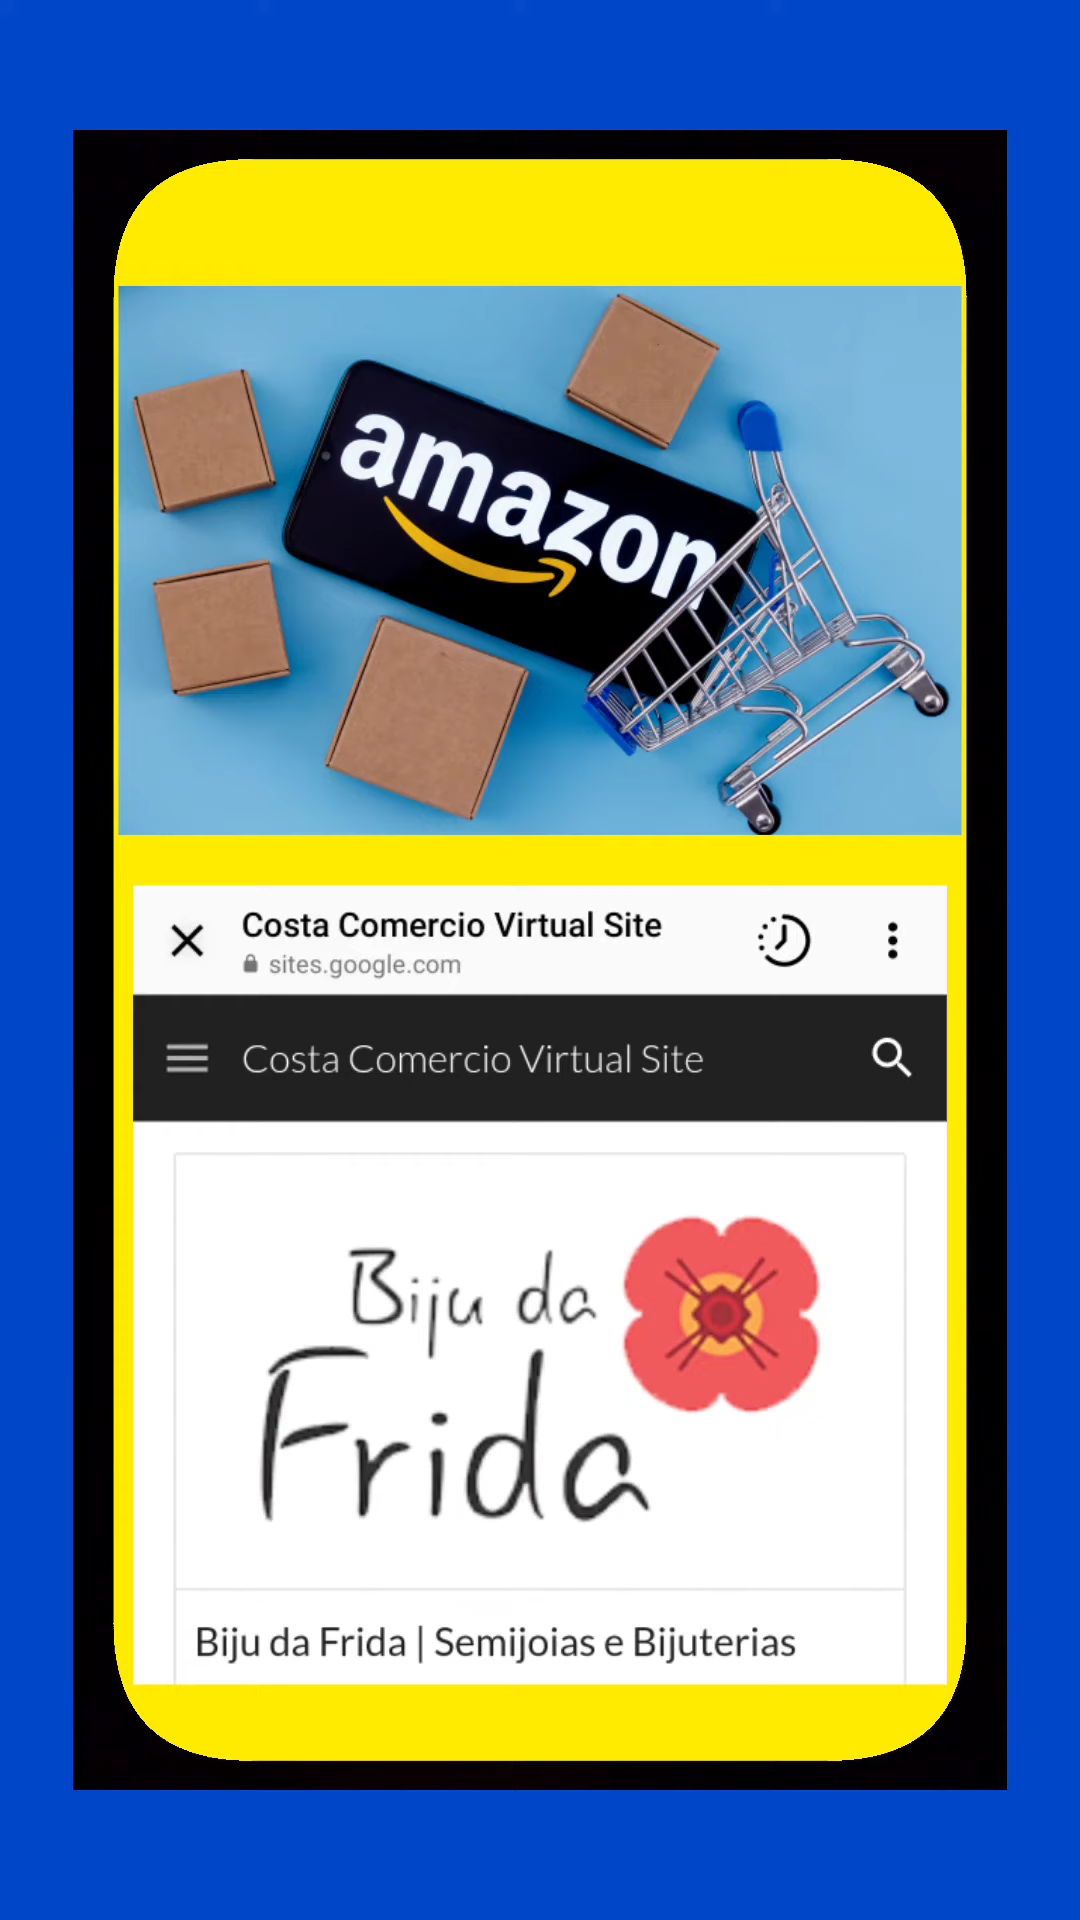 amazon
Costa Comercio Virtual Site
sites.google.com
Costa Comercio Virtual Site
Biju da
Frida
Biju da Frida | Semijoias e Bijuterias